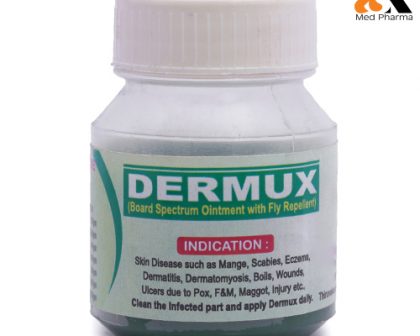 Med Pharma
DERMUX
(Board Spectrum Ointment with Fly Repellent)
INDICATION :
Skin Disease such as Mange, Scabies, Eczema,
Dermatitis, Dermatomyosis, Boils, Wounds,
Ulcers due to Pox, F&M, Maggot, Injury etc..
Clean the Infected part and apply Dermux daily.